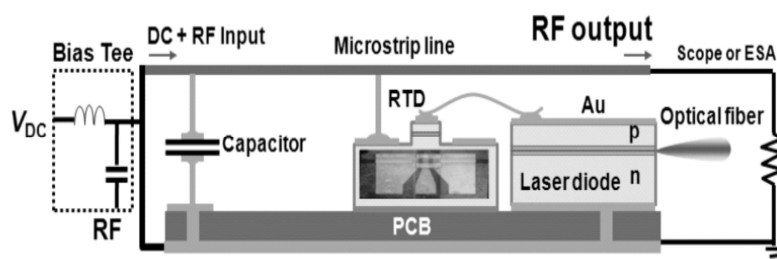 DC + RF Input
RF output
Bias Tee
Microstrip line
Scope or ESA
RTD
Au
VDC
Capacitor
p
Optical fiber
Laser diode
n
RF
PCB